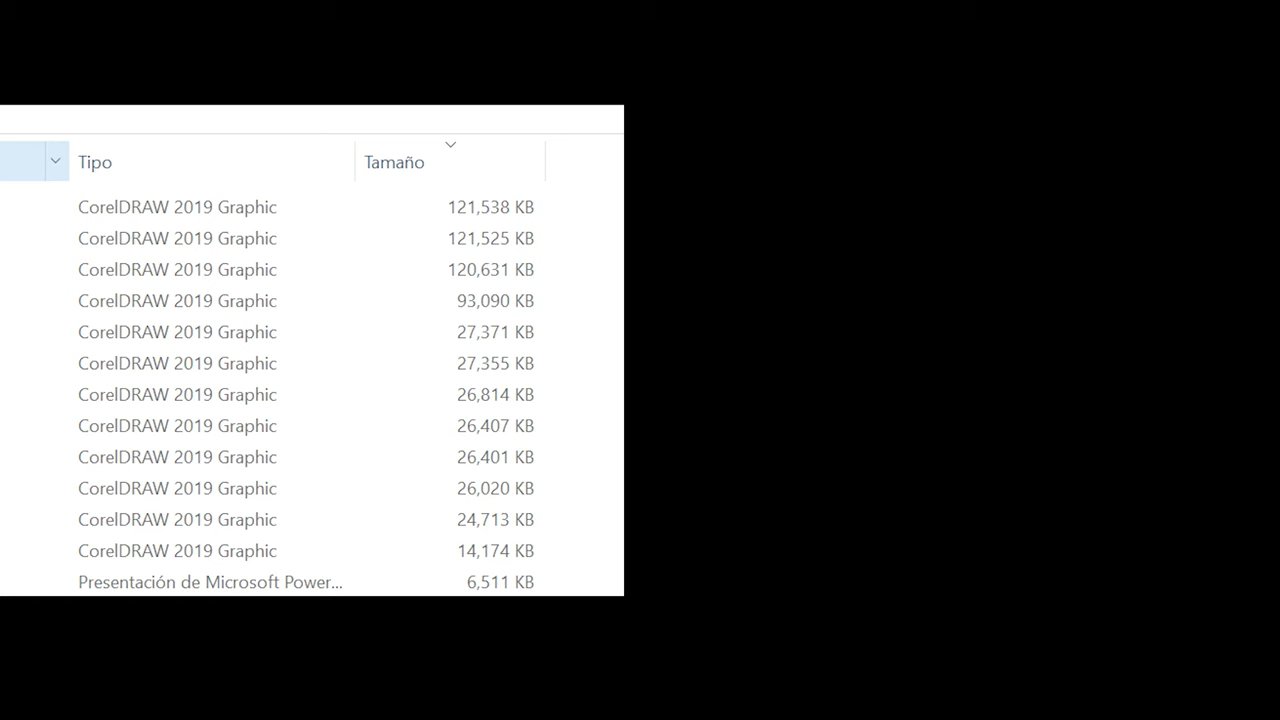 Tipo Tamaño
CorelDRAW 2019 Graphic 121,538 KB
CorelDRAW 2019 Graphic 121,525 KB
CorelDRAW 2019 Graphic 120,631 KB
CorelDRAW 2019 Graphic 93,090 KB
CorelDRAW 2019 Graphic 27,371 KB
CorelDRAW 2019 Graphic 27,355 KB
CorelDRAW 2019 Graphic 26,814 KB
CorelDRAW 2019 Graphic 26,407 KB
CorelDRAW 2019 Graphic 26,401 KB
CorelDRAW 2019 Graphic 26,020 KB
CorelDRAW 2019 Graphic 24,713 KB
CorelDRAW 2019 Graphic 14,174 KB
Presentación de Microsoft Power... 6,511 KB